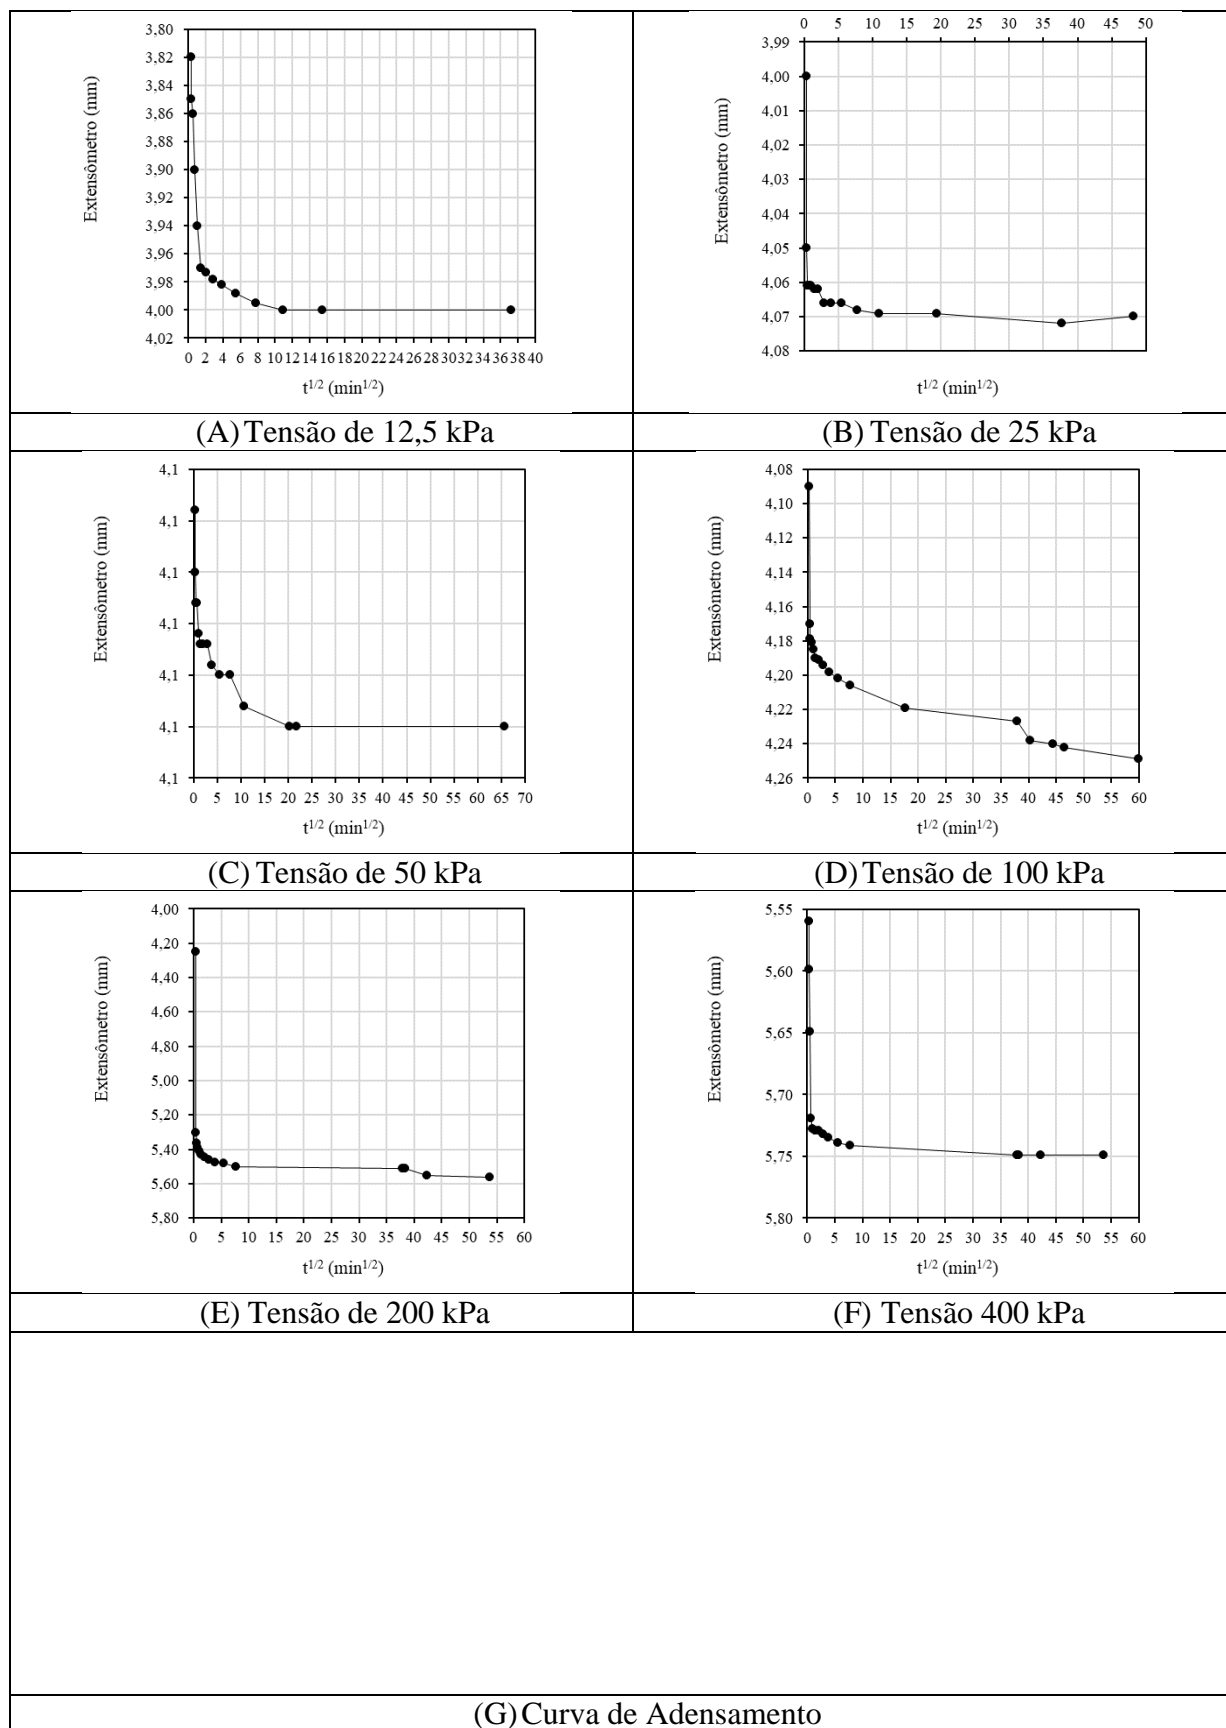 3,80
3,82
3,84
3,86
3,88
3,90
3,92
3,94
3,96
3,98
4,00
4,02
Extensômetro (mm)
0 2 4 6 8 10 12 14 16 18 20 22 24 26 28 30 32 34 36 38 40
t1/2 (min1/2)
0 5 10 15 20 25 30 35 40 45 50
3,99
4,00
4,01
4,02
4,03
4,04
4,05
4,06
4,07
4,08
Extensômetro (mm)
t1/2 (min1/2)
(A) Tensão de 12,5 kPa
(B) Tensão de 25 kPa
4,1
4,1
4,1
4,1
4,1
4,1
4,1
Extensômetro (mm)
0 5 10 15 20 25 30 35 40 45 50 55 60 65 70
t1/2 (min1/2)
4,08
4,10
4,12
4,14
4,16
4,18
4,20
4,22
4,24
4,26
Extensômetro (mm)
0 5 10 15 20 25 30 35 40 45 50 55 60
t1/2 (min1/2)
(C) Tensão de 50 kPa
(D) Tensão de 100 kPa
4,00
4,20
4,40
4,60
4,80
5,00
5,20
5,40
5,60
5,80
Extensômetro (mm)
0 5 10 15 20 25 30 35 40 45 50 55 60
t1/2 (min1/2)
5,55
5,60
5,65
5,70
5,75
5,80
Extensômetro (mm)
0 5 10 15 20 25 30 35 40 45 50 55 60
t1/2 (min1/2)
(E) Tensão de 200 kPa
(F) Tensão 400 kPa
(G) Curva de Adensamento